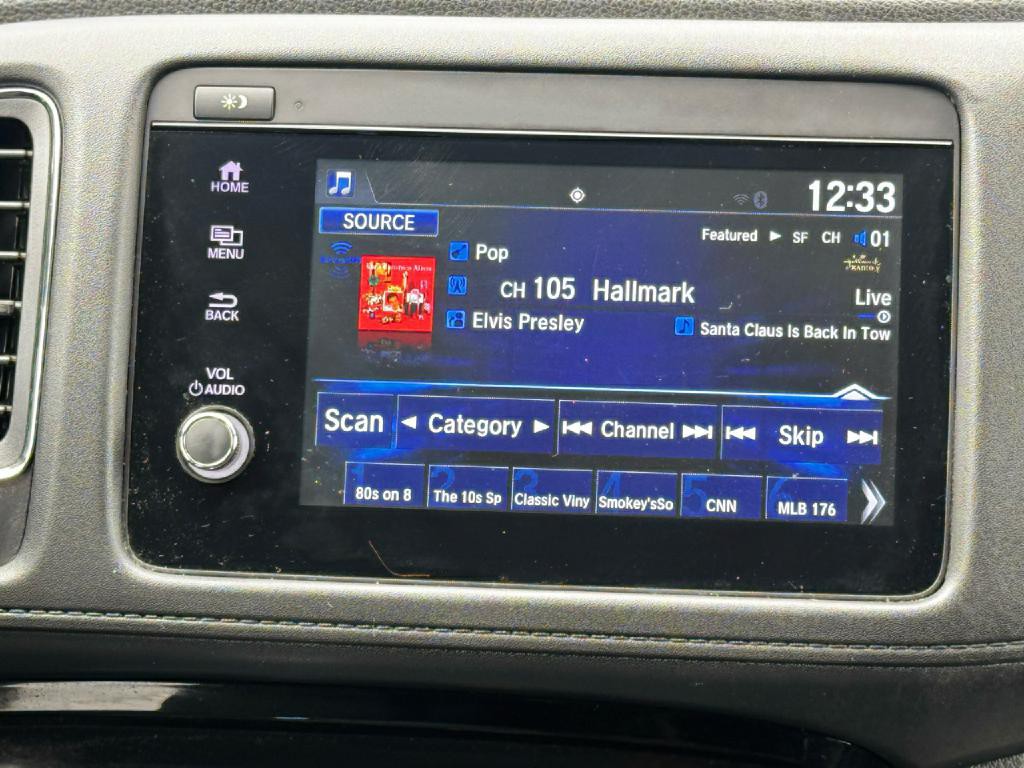 HOME
MENU
BACK
VOL
AUDIO
12:33
SOURCE
Featured ▶ SF CH 01
Pop
CH 105 Hallmark
Live
Elvis Presley
Santa Claus Is Back In Tow
Scan
◀ Category ▶
Channel
Skip
1 80s on 8
2 The 10s Sp
3 Classic Viny
4 Smokey'sSo
5 CNN
6 MLB 176